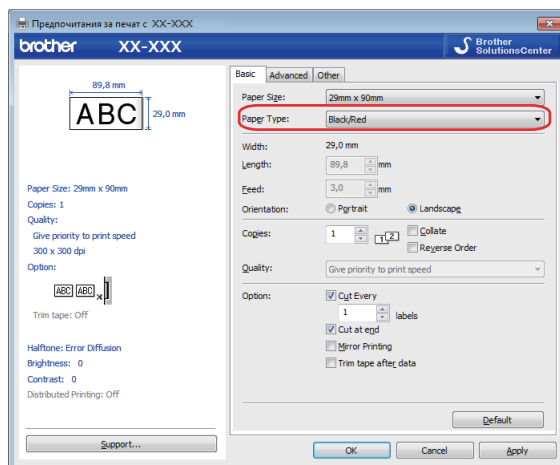 Предпочитания за печат с XX-XXX
brother XX-XXX
Brother
SolutionsCenter
89,8 mm
ABC
29,0 mm
Paper Size: 29mm x 90mm
Copies: 1
Quality:
Give priority to print speed
300 x 300 dpi
Option:
ABC ABC
Trim tape: Off
Halftone: Error Diffusion
Brightness: 0
Contrast: 0
Distributed Printing: Off
Support...
Basic Advanced Other
Paper Size: 29mm x 90mm
Paper Type: Black/Red
Width: 29,0 mm
Length: 89,8 mm
Feed: 3,0 mm
Orientation: Portrait Landscape
Copies: 1 1 2 Collate
Reverse Order
Quality: Give priority to print speed
Option: Cut Every
1 labels
Cut at end
Mirror Printing
Trim tape after data
Default
OK Cancel Apply